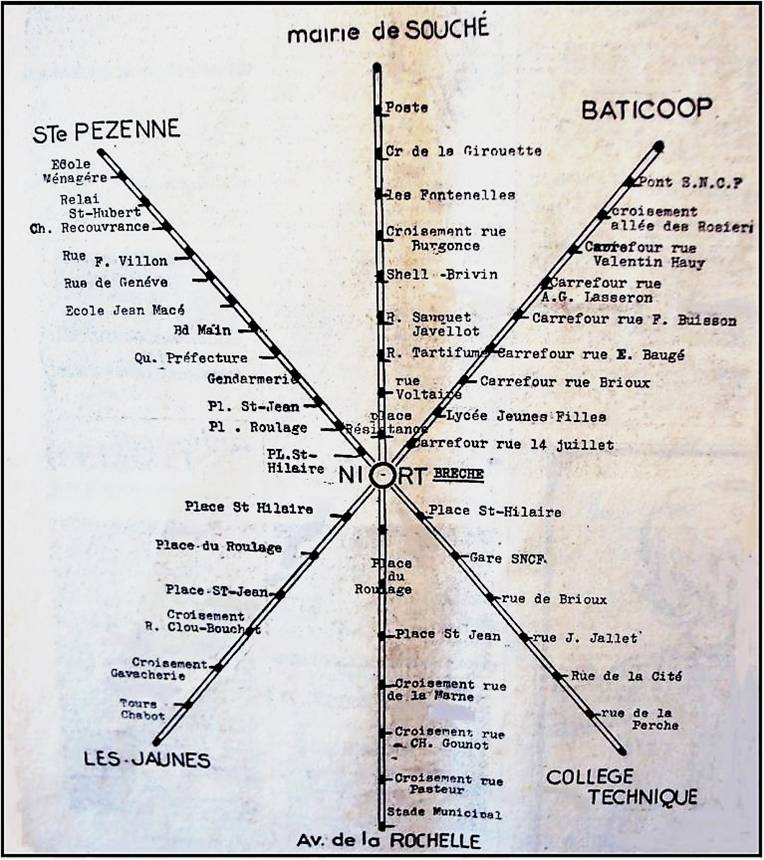 mairie de SOUCHÉ
Poste
Cr de la Girouette
les Fontenelles
Croisement rue
Burgonce
Shell -Brivin
R. Sauquet
Javellot
R. Tartifume
rue
Voltaire
place
Résistance
STe PEZENNE
Ecole
Ménagére
Relai
St-Hubert
Ch. Recouvrance
Rue F. Villon
Rue de Genéve
Ecole Jean Macé
Bd Main
Qu. Préfecture
Gendarmerie
Pl. St-Jean
Pl. Roulage
PL.St-
Hilaire
BATICOOP
Pont S.N.C.F
croisement
allée des Rosiers
Carrefour rue
Valentin Hauy
Carrefour rue
A.G. Lasseron
Carrefour rue F. Buisson
Carrefour rue E. Baugé
Carrefour rue Brioux
Lycée Jeunes Filles
Carrefour rue 14 juillet
NIORT BRECHE
Place St Hilaire
Place du Roulage
Place ST-Jean
Croisement
R. Clou-Bouchet
Croisement
Gavacherie
Tours
Chabot
LES-JAUNES
Place
du
Roulage
Place St Jean
Croisement rue
de la Marne
Croisement rue
CH. Gounot
Croisement rue
Pasteur
Stade Municipal
Av. de la ROCHELLE
Place St-Hilaire
Gare SNCF
rue de Brioux
rue J. Jallet
Rue de la Cité
rue de la
Perche
COLLEGE
TECHNIQUE